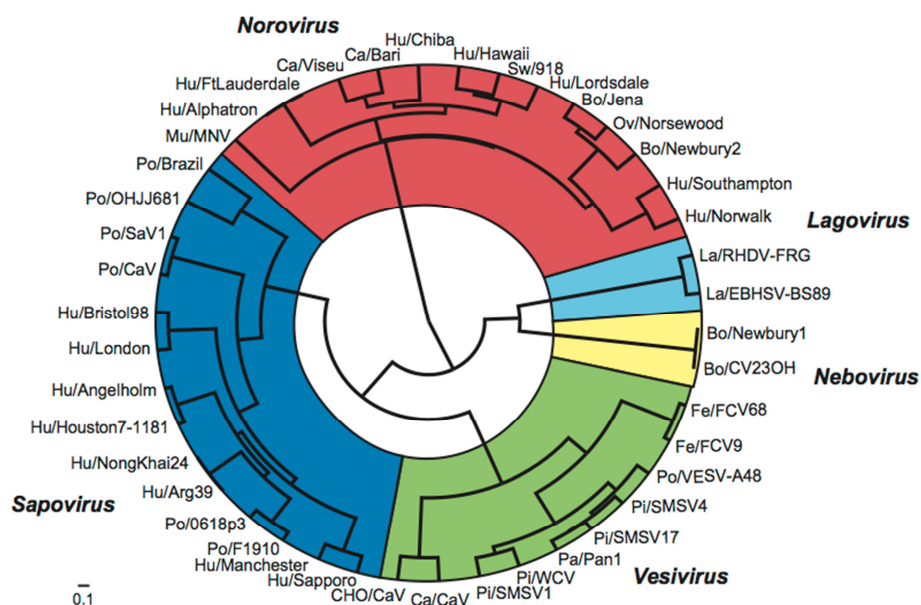 Norovirus
Hu/Chiba
Ca/Bari
Hu/Hawaii
Ca/Viseu
Sw/918
Hu/FtLauderdale
Hu/Lordsdale
Bo/Jena
Hu/Alphatron
Ov/Norsewood
Mu/MNV
Bo/Newbury2
Po/Brazil
Hu/Southampton
Po/OHJJ681
Hu/Norwalk
Lagovirus
Po/SaV1
La/RHDV-FRG
Po/CaV
La/EBHSV-BS89
Hu/Bristol98
Bo/Newbury1
Hu/London
Bo/CV23OH
Nebovirus
Hu/Angelholm
Fe/FCV68
Hu/Houston7-1181
Fe/FCV9
Hu/NongKhai24
Po/VESV-A48
Hu/Arg39
Pi/SMSV4
Sapovirus
Po/0618p3
Pi/SMSV17
Po/F1910
Pa/Pan1
Hu/Manchester
Vesivirus
Hu/Sapporo
Pi/WCV
CHO/CaV
Ca/CaV
Pi/SMSV1
0.1